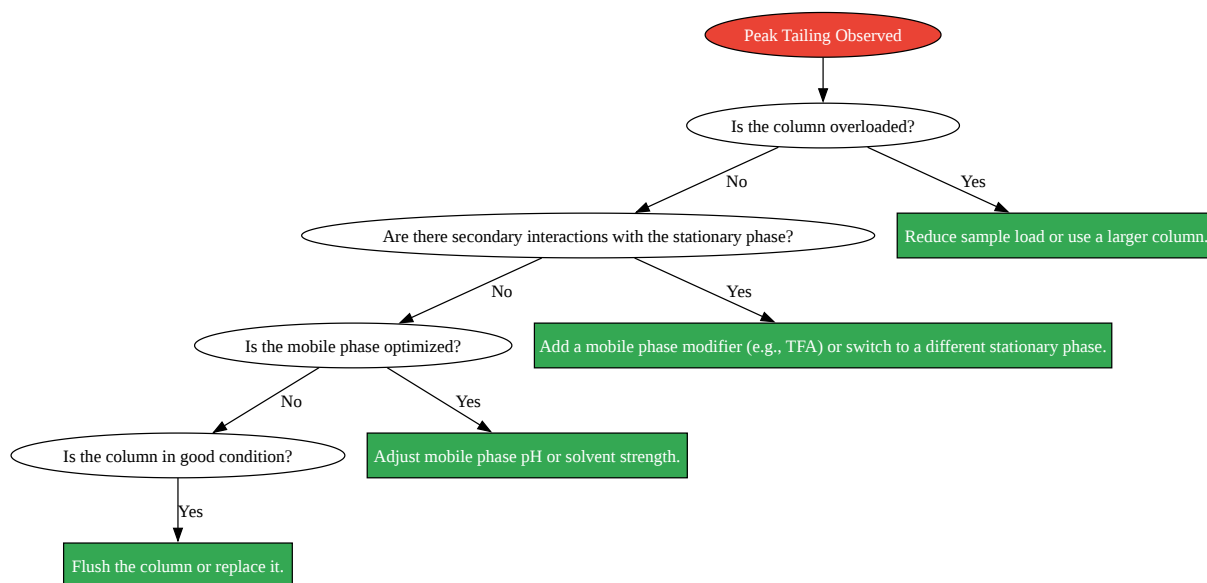 Peak Tailing Observed
Is the column overloaded?
No
Yes
Are there secondary interactions with the stationary phase?
Reduce sample load or use a larger column.
No
Yes
Is the mobile phase optimized?
Add a mobile phase modifier (e.g., TFA) or switch to a different stationary phase.
No
Yes
Is the column in good condition?
Adjust mobile phase pH or solvent strength.
Yes
Flush the column or replace it.